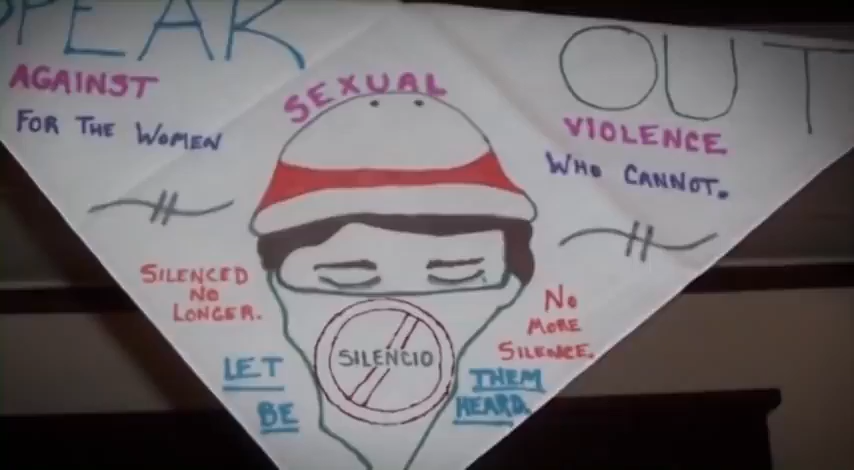 SPEAK OUT
AGAINST SEXUAL VIOLENCE
FOR THE WOMEN WHO CANNOT.
SILENCED
NO
LONGER.
No
MORE
SILENCE.
SILENCIO
LET THEM
BE HEARD.